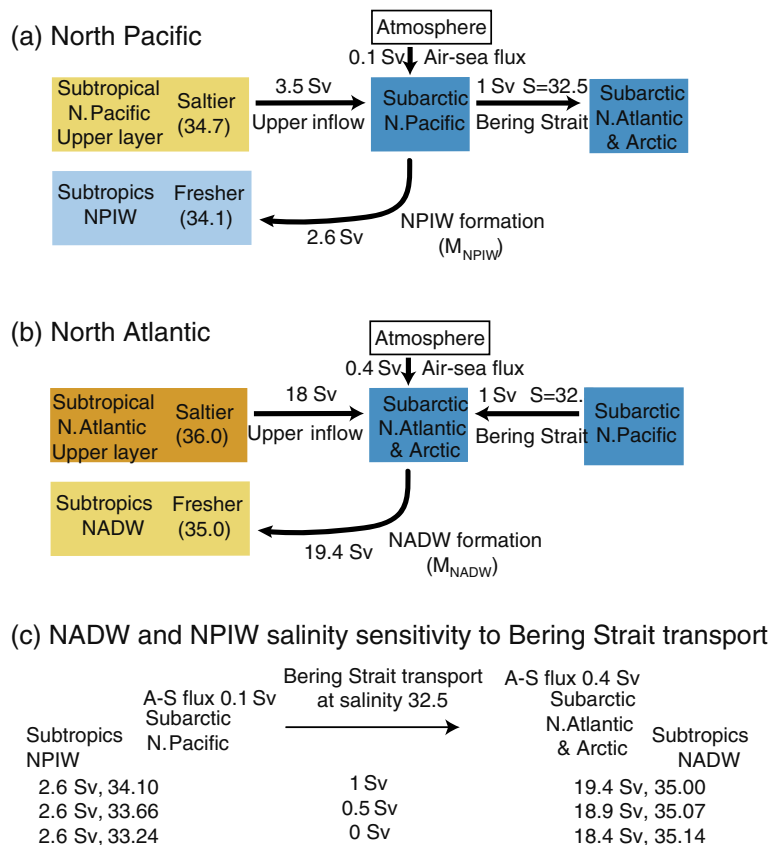 (a) North Pacific
Atmosphere
0.1 Sv Air-sea flux
Subtropical
N.Pacific
Upper layer
Saltier
(34.7)
3.5 Sv
Upper inflow
Subarctic
N.Pacific
1 Sv S=32.5
Bering Strait
Subarctic
N.Atlantic
& Arctic
Subtropics
NPIW
Fresher
(34.1)
2.6 Sv
NPIW formation
(MNPIW)
(b) North Atlantic
Atmosphere
0.4 Sv Air-sea flux
Subtropical
N.Atlantic
Upper layer
Saltier
(36.0)
18 Sv
Upper inflow
Subarctic
N.Atlantic
& Arctic
1 Sv S=32.
Bering Strait
Subarctic
N.Pacific
Subtropics
NADW
Fresher
(35.0)
19.4 Sv
NADW formation
(MNADW)
(c) NADW and NPIW salinity sensitivity to Bering Strait transport
A-S flux 0.1 Sv
Subarctic
N.Pacific
Bering Strait transport
at salinity 32.5
A-S flux 0.4 Sv
Subarctic
N.Atlantic
& Arctic
Subtropics
NPIW
Subtropics
NADW
2.6 Sv, 34.10 1 Sv 19.4 Sv, 35.00
2.6 Sv, 33.66 0.5 Sv 18.9 Sv, 35.07
2.6 Sv, 33.24 0 Sv 18.4 Sv, 35.14